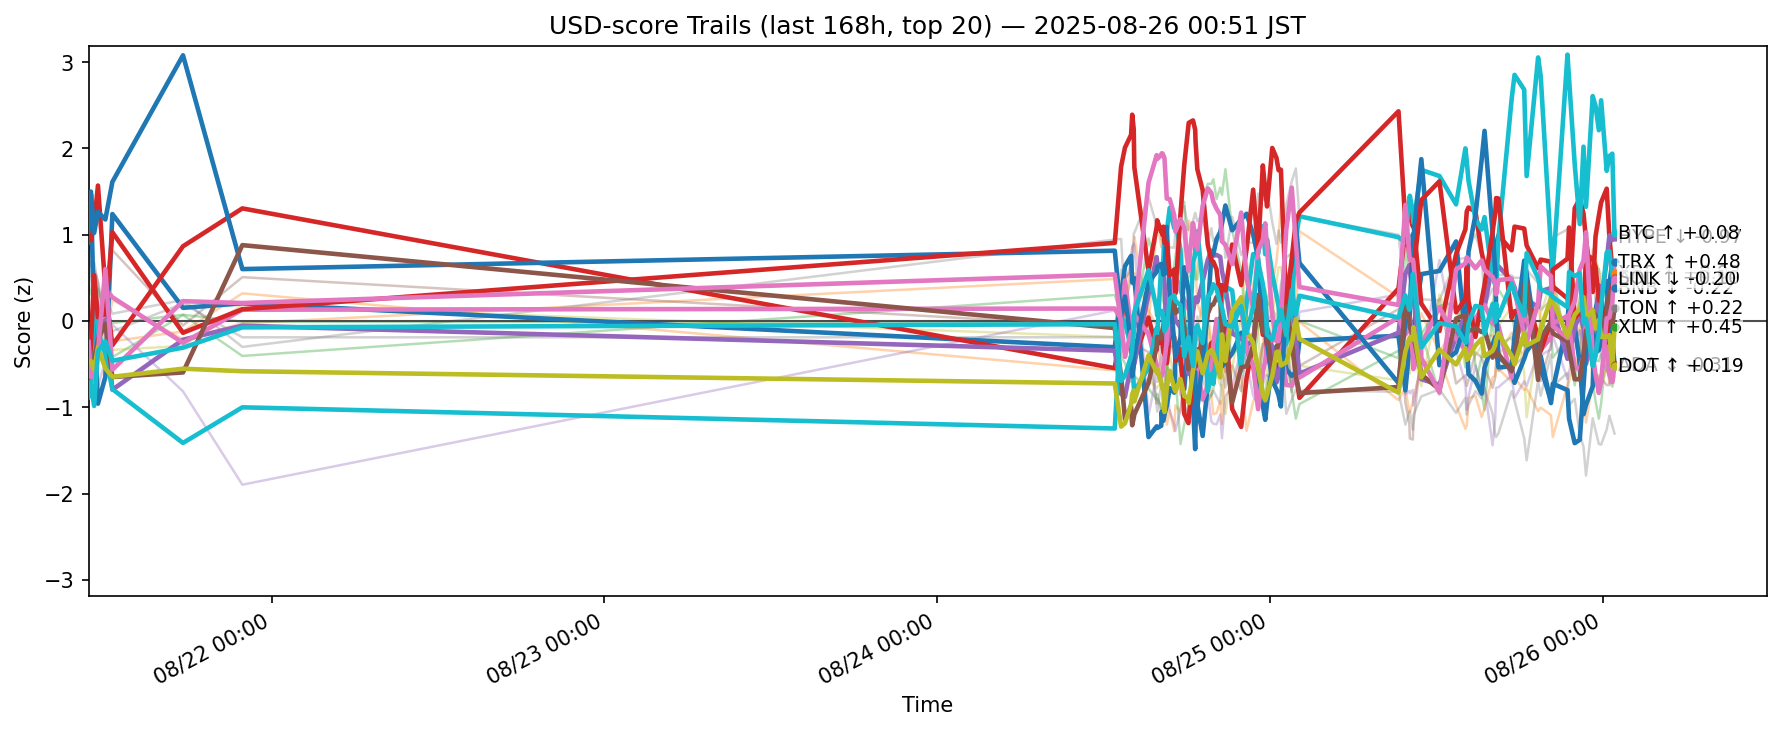 USD-score Trails (last 168h, top 20) — 2025-08-26 00:51 JST
Score (z)
3
2
1
0
−1
−2
−3
BTC ↑ +0.08
TRX ↑ +0.48
LINK ↓ -0.20
BNB ↓ -0.22
TON ↑ +0.22
XLM ↑ +0.45
DOT ↑ +0.19
08/22 00:00
08/23 00:00
08/24 00:00
08/25 00:00
08/26 00:00
Time